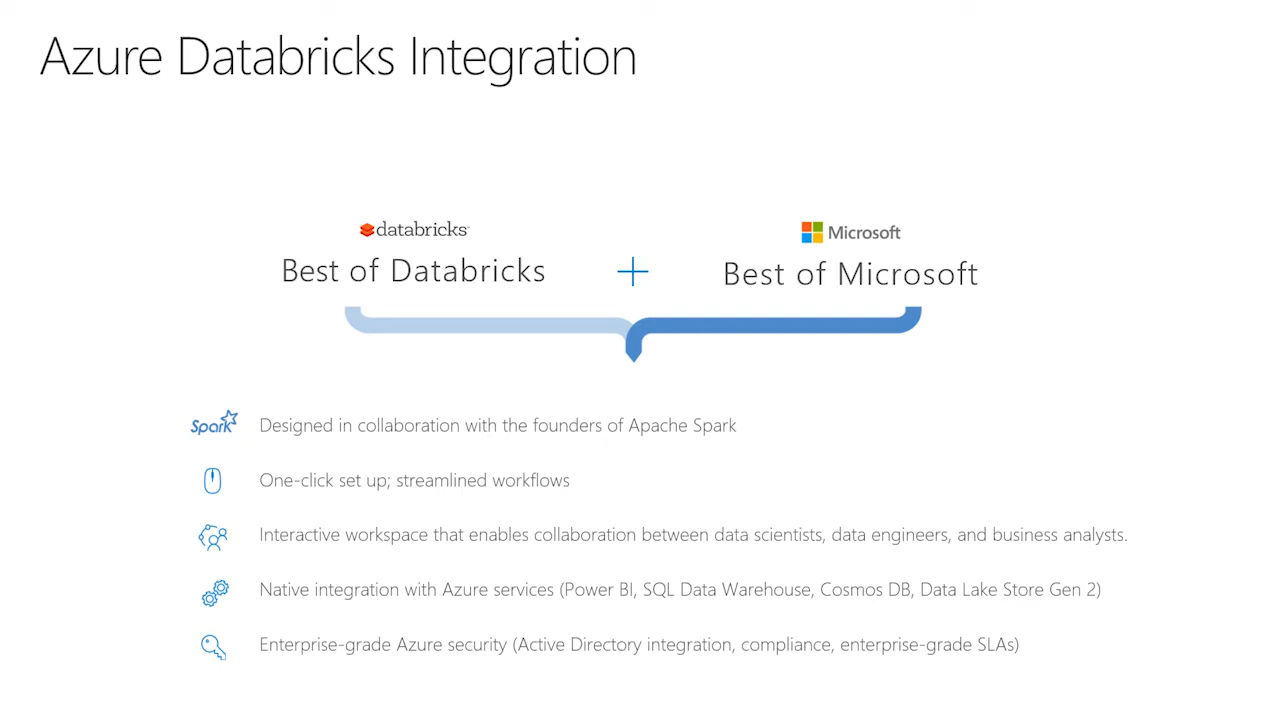 Azure Databricks Integration
databricks
Microsoft
Best of Databricks
Best of Microsoft
Spark
Designed in collaboration with the founders of Apache Spark
One-click set up; streamlined workflows
Interactive workspace that enables collaboration between data scientists, data engineers, and business analysts.
Native integration with Azure services (Power BI, SQL Data Warehouse, Cosmos DB, Data Lake Store Gen 2)
Enterprise-grade Azure security (Active Directory integration, compliance, enterprise-grade SLAs)